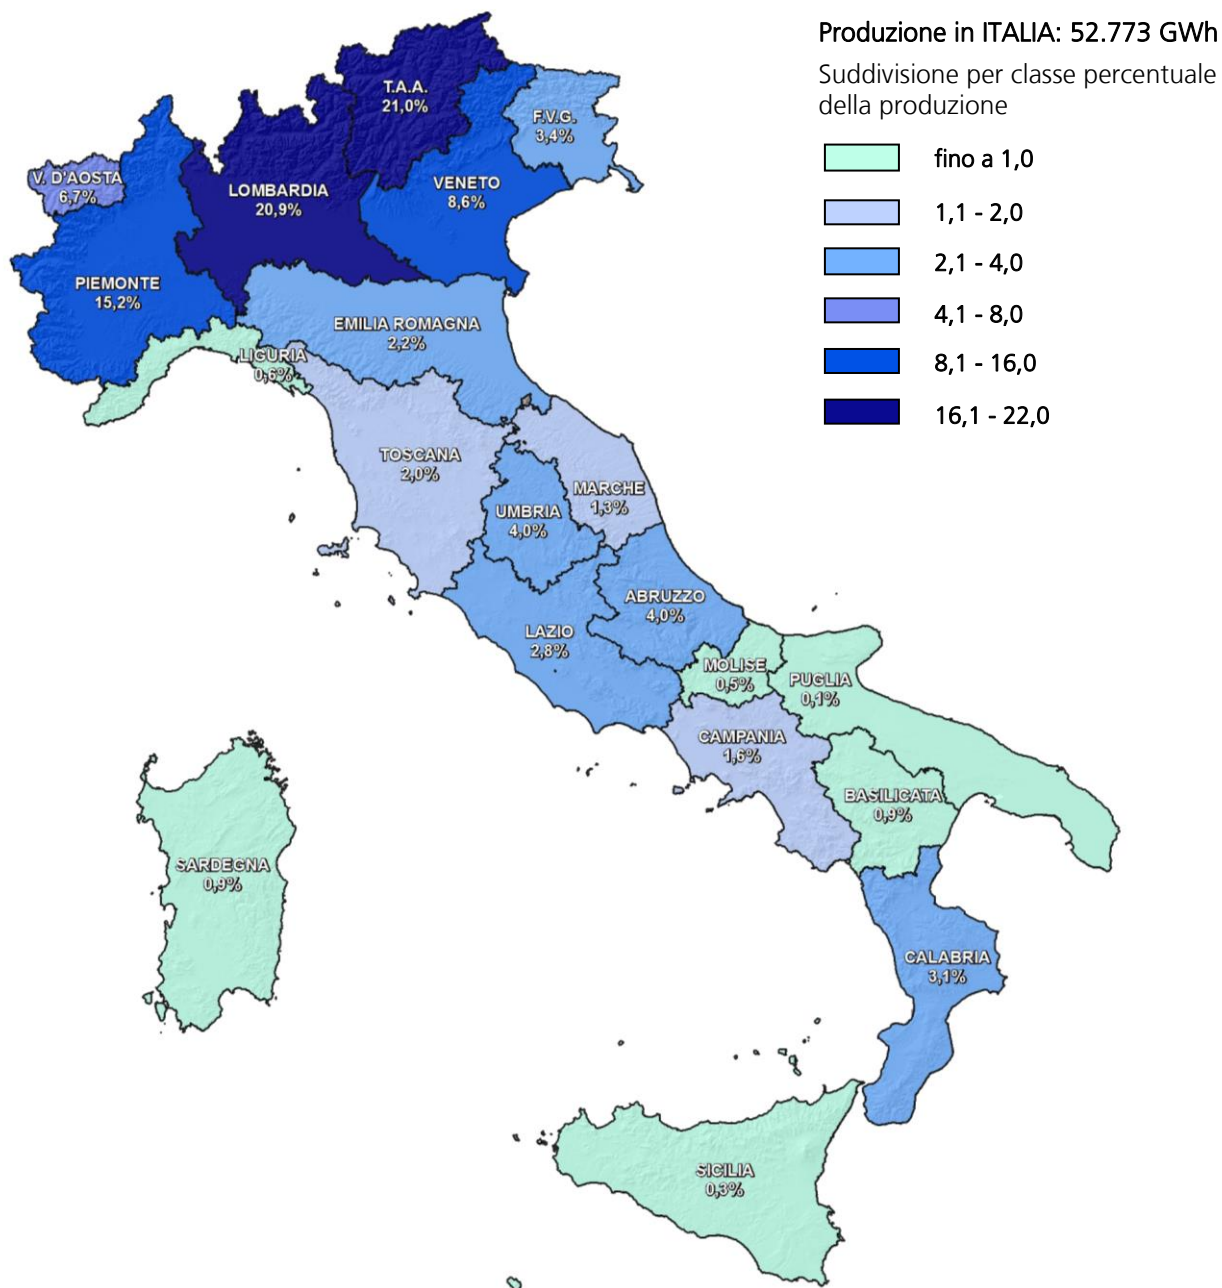 Produzione in ITALIA: 52.773 GWh
Suddivisione per classe percentuale
della produzione
fino a 1,0
1,1 - 2,0
2,1 - 4,0
4,1 - 8,0
8,1 - 16,0
16,1 - 22,0
T.A.A.
21,0%
F.V.G.
3,4%
V. D'AOSTA
6,7%
LOMBARDIA
20,9%
VENETO
8,6%
PIEMONTE
15,2%
EMILIA ROMAGNA
2,2%
LIGURIA
0,6%
TOSCANA
2,0%
MARCHE
1,3%
UMBRIA
4,0%
ABRUZZO
4,0%
LAZIO
2,8%
MOLISE
0,5%
PUGLIA
0,1%
CAMPANIA
1,6%
BASILICATA
0,9%
SARDEGNA
0,9%
CALABRIA
3,1%
SICILIA
0,3%